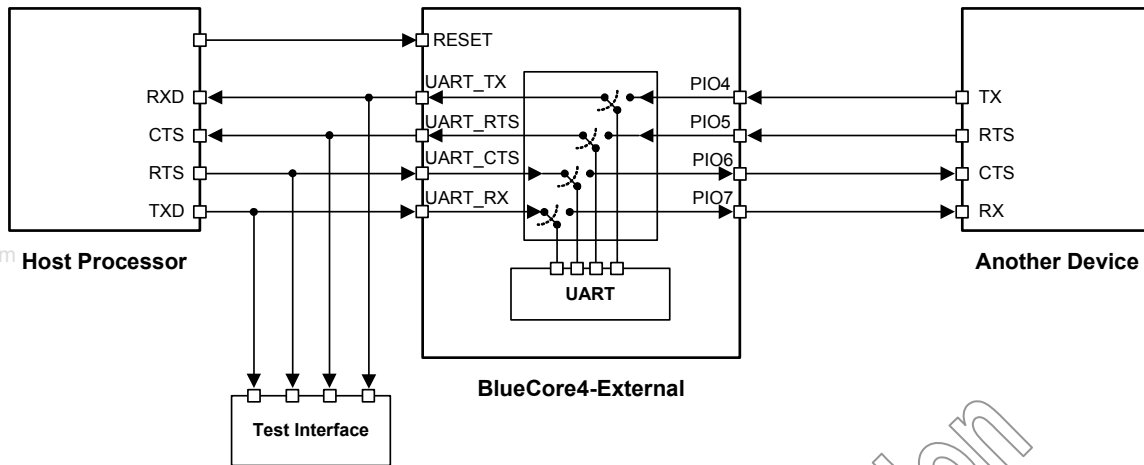 RESET
RXD
UART_TX
PIO4
TX
CTS
UART_RTS
PIO5
RTS
RTS
UART_CTS
PIO6
CTS
TXD
UART_RX
PIO7
RX
m
Host Processor
Another Device
UART
BlueCore4-External
Test Interface